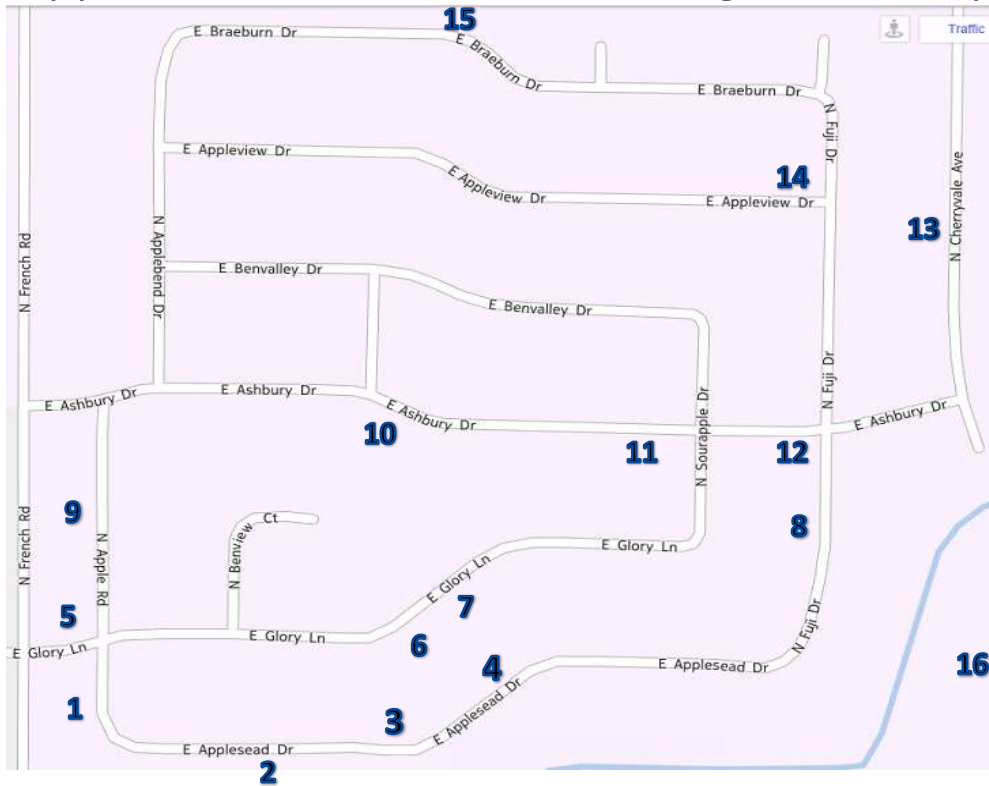 15
E Braeburn Dr
E Braeburn Dr
Traffic
E Braeburn Dr
N Fuji Dr
E Appleview Dr
E Appleview Dr
14
E Appleview Dr
N Cherryvale Ave
13
N French Rd
N Applebend Dr
E Benvalley Dr
E Benvalley Dr
N Fuji Dr
E Ashbury Dr
E Ashbury Dr
E Ashbury Dr
E Ashbury Dr
N Sourapple Dr
10
11
12
9
8
N French Rd
N Apple Rd
N Benview Ct
E Glory Ln
E Glory Ln
7
5
E Glory Ln
E Glory Ln
6
N Fuji Dr
4
E Applesead Dr
16
1
3
E Applesead Dr
E Applesead Dr
2